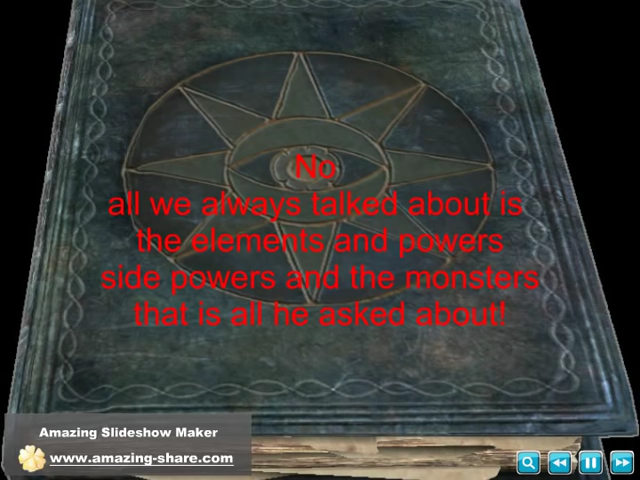 No
all we always talked about is
the elements and powers
side powers and the monsters
that is all he asked about!
Amazing Slideshow Maker
www.amazing-share.com